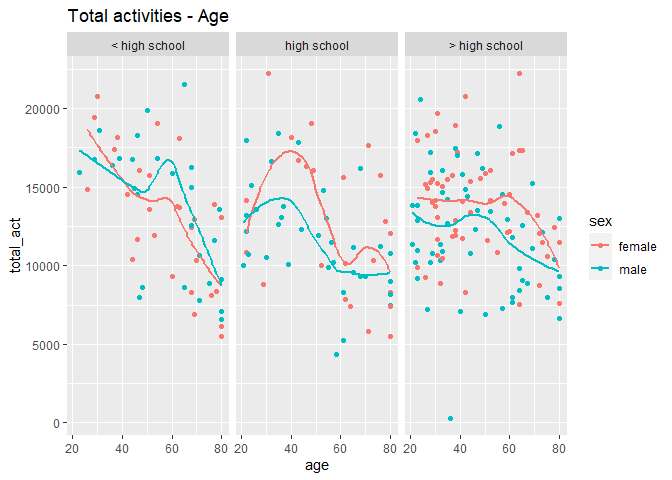 Total activities - Age
< high school
high school
> high school
20000
15000
10000
5000
0
total_act
20 40 60 80
20 40 60 80
20 40 60 80
age
sex
female
male